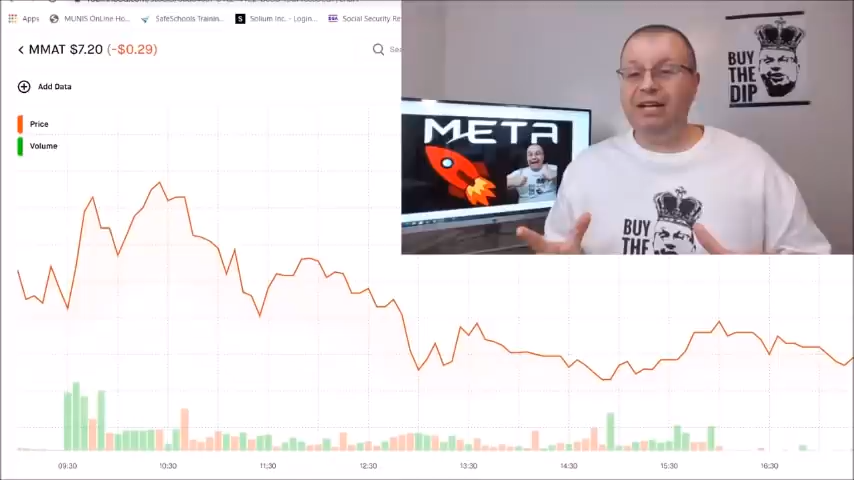 Apps
MUNIS OnLine Ho...
SafeSchools Trainin...
Solium Inc. - Login...
Social Security Re
MMAT $7.20 (-$0.29)
Add Data
Price
Volume
META
BUY
THE
DIP
BUY
THE
09:30
10:30
11:30
12:30
13:30
14:30
15:30
16:30